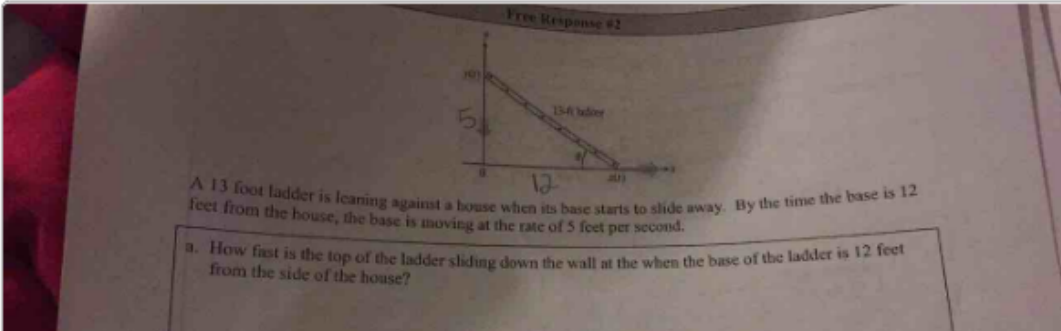 Free Response #2
y(t)
13-ft ladder
5
θ
0
12
x(t)
x
A 13 foot ladder is leaning against a house when its base starts to slide away. By the time the base is 12
feet from the house, the base is moving at the rate of 5 feet per second.
a. How fast is the top of the ladder sliding down the wall at the when the base of the ladder is 12 feet
from the side of the house?